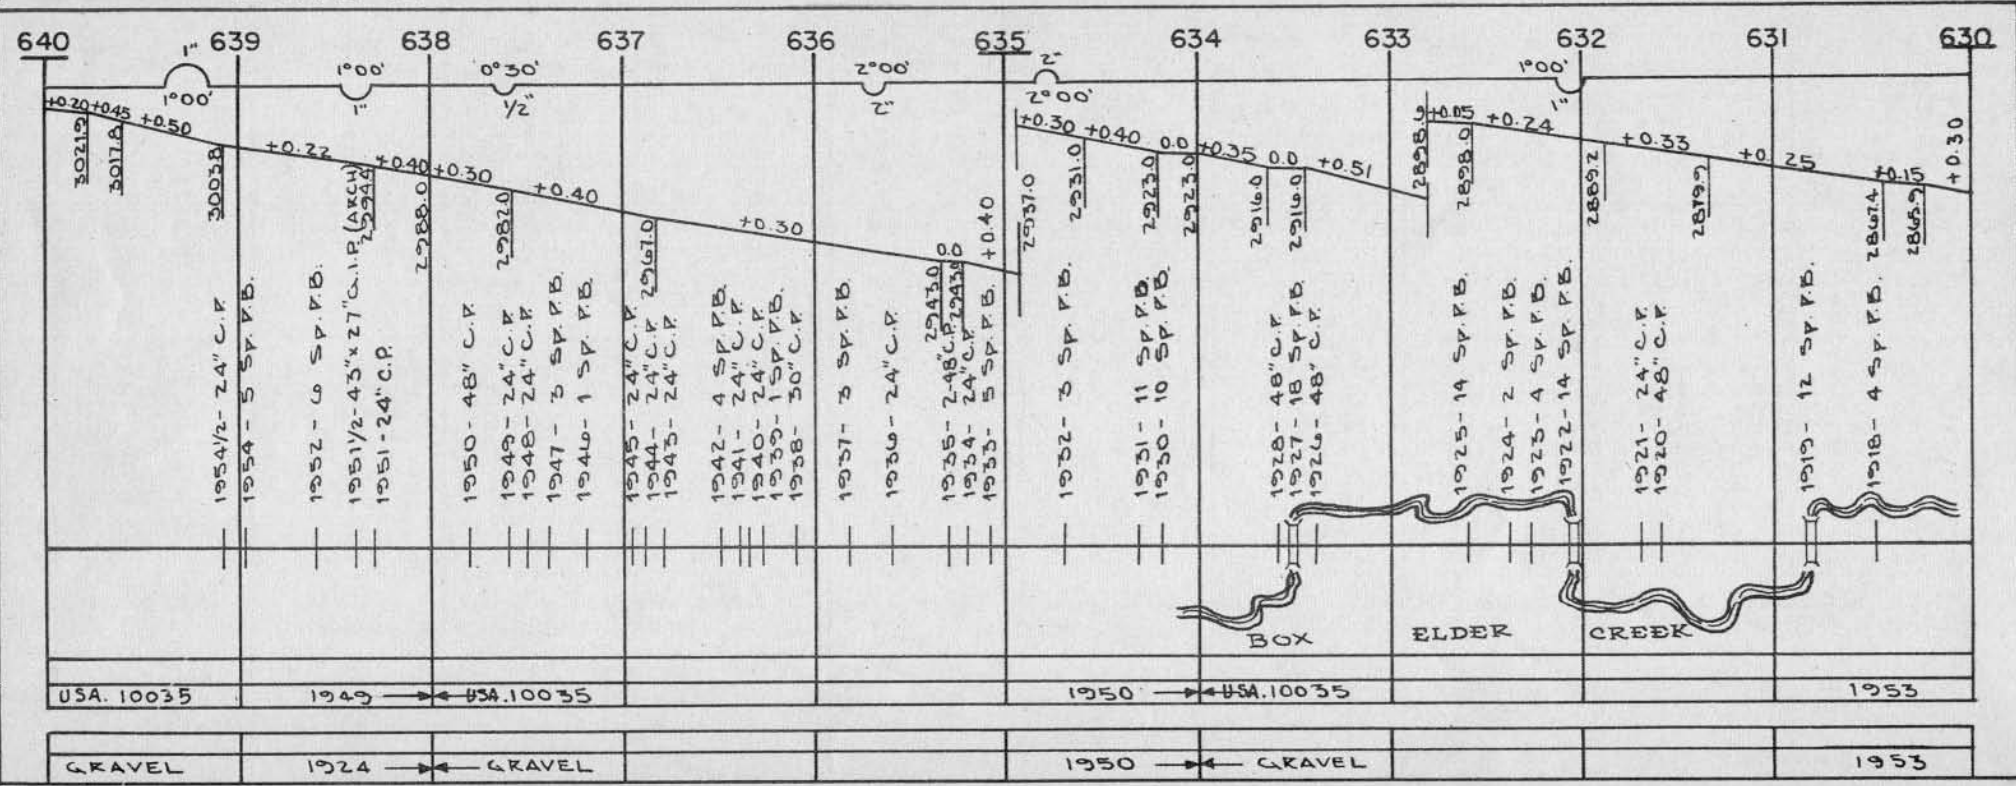 640 639 638 637 636 635 634 633 632 631 630
1" 1°00' 0°30' 2°00' 2" 1°00'
1°00' 1" 1/2" 2" 2°00' 1"
+0.20 +0.45 +0.50 +0.22 +0.40 +0.30 +0.40 +0.30 0.0 +0.40
+0.30 +0.40 0.0 +0.35 0.0 +0.51
+0.05 +0.24 +0.33 +0.25 +0.15 +0.30
3021.9
3017.8
3003.8
2994.4
2988.0
2982.0
2967.0
2943.0
2943.0
2937.0
2931.0
2923.0
2923.0
2916.0
2916.0
2898.9
2898.0
2889.2
2879.9
2867.4
2865.9
1954 1/2 - 24" C.P.
1954 - 5 Sp. P.B.
1952 - 6 Sp. P.B.
1951 1/2 - 43" x 27" C.I.P. (ARCH)
1951 - 24" C.P.
1950 - 48" C.P.
1949 - 24" C.P.
1948 - 24" C.P.
1947 - 3 Sp. P.B.
1946 - 1 Sp. P.B.
1945 - 24" C.P.
1944 - 24" C.P.
1943 - 24" C.P.
1942 - 4 Sp. P.B.
1941 - 24" C.P.
1940 - 24" C.P.
1939 - 1 Sp. P.B.
1938 - 30" C.P.
1937 - 3 Sp. P.B.
1936 - 24" C.P.
1935 - 2-48" C.P.
1934 - 24" C.P.
1933 - 5 Sp. P.B.
1932 - 3 Sp. P.B.
1931 - 11 Sp. P.B.
1930 - 10 Sp. P.B.
1928 - 48" C.P.
1927 - 18 Sp. P.B.
1926 - 48" C.P.
1925 - 14 Sp. P.B.
1924 - 2 Sp. P.B.
1923 - 4 Sp. P.B.
1922 - 14 Sp. P.B.
1921 - 24" C.P.
1920 - 48" C.P.
1919 - 12 Sp. P.B.
1918 - 4 Sp. P.B.
BOX ELDER CREEK
USA. 10035 1949 USA. 10035 1950 USA. 10035 1953
GRAVEL 1924 GRAVEL 1950 GRAVEL 1953